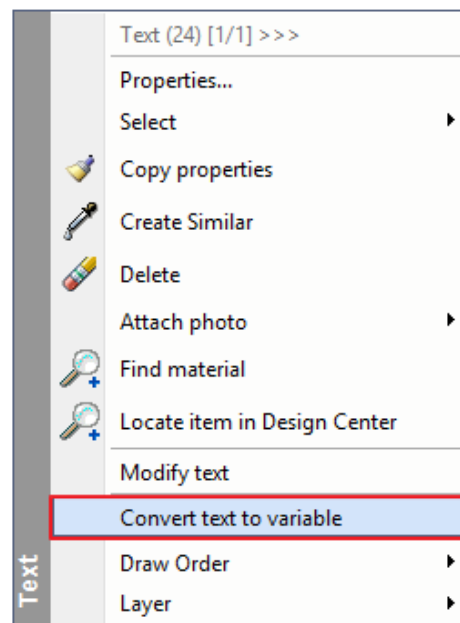 Text (24) [1/1] >>>
Properties...
Select
Copy properties
Create Similar
Delete
Attach photo
Find material
Locate item in Design Center
Modify text
Convert text to variable
Draw Order
Layer
Text